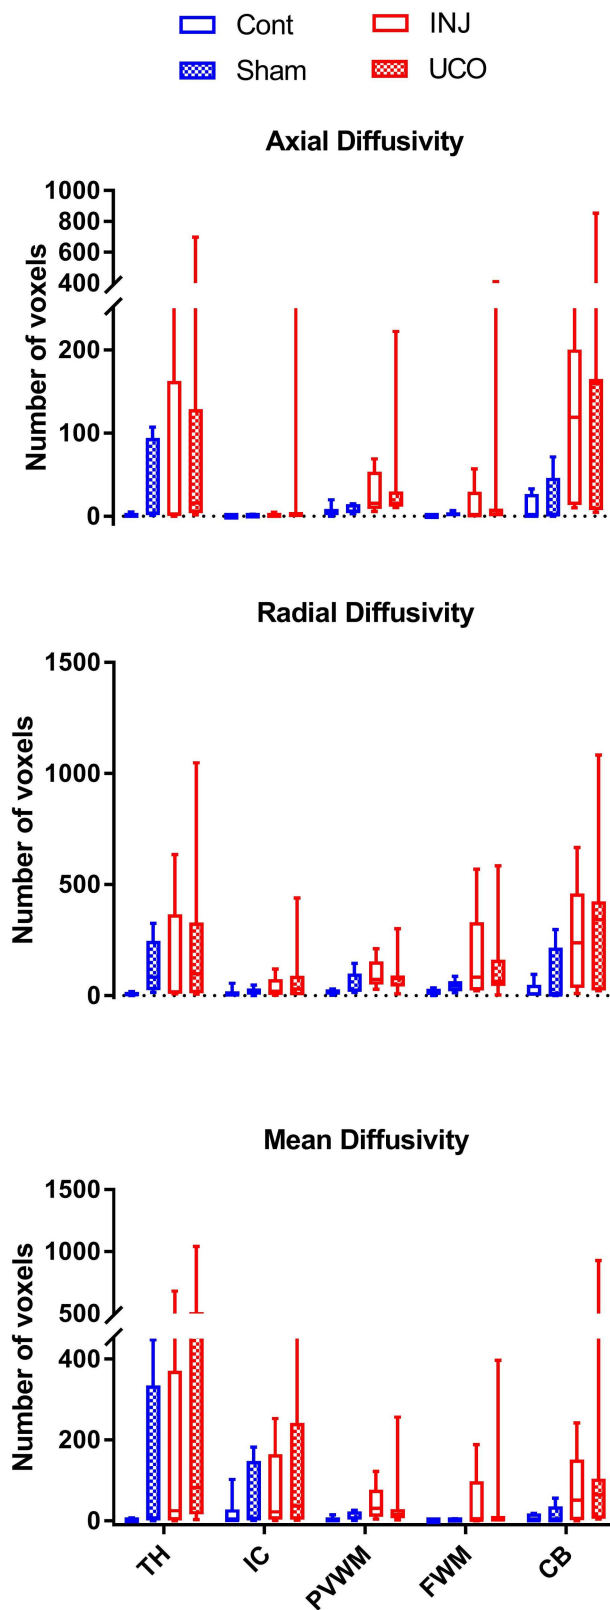 Cont INJ
Sham UCO
Axial Diffusivity
Number of voxels
1000
800
600
400
200
100
0
Radial Diffusivity
Number of voxels
1500
1000
500
0
Mean Diffusivity
Number of voxels
1500
1000
500
400
200
0
TH IC PVWM FWM CB